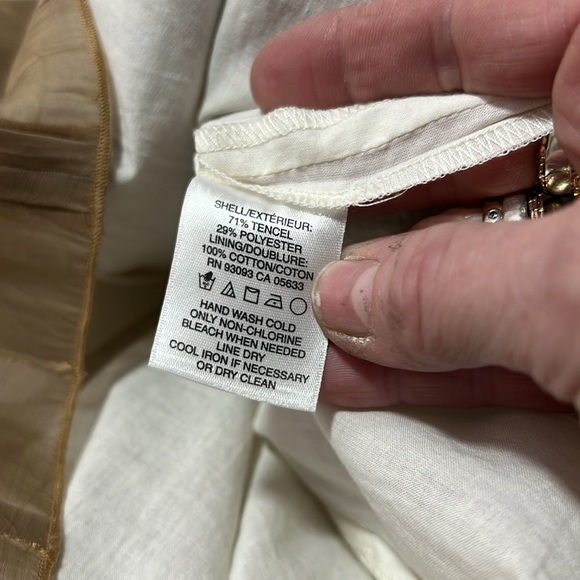 SHELL/EXTÉRIEUR:
71% TENCEL
29% POLYESTER
LINING/DOUBLURE:
100% COTTON/COTON
RN 93093 CA 05633
HAND WASH COLD
ONLY NON-CHLORINE
BLEACH WHEN NEEDED
LINE DRY
COOL IRON IF NECESSARY
OR DRY CLEAN